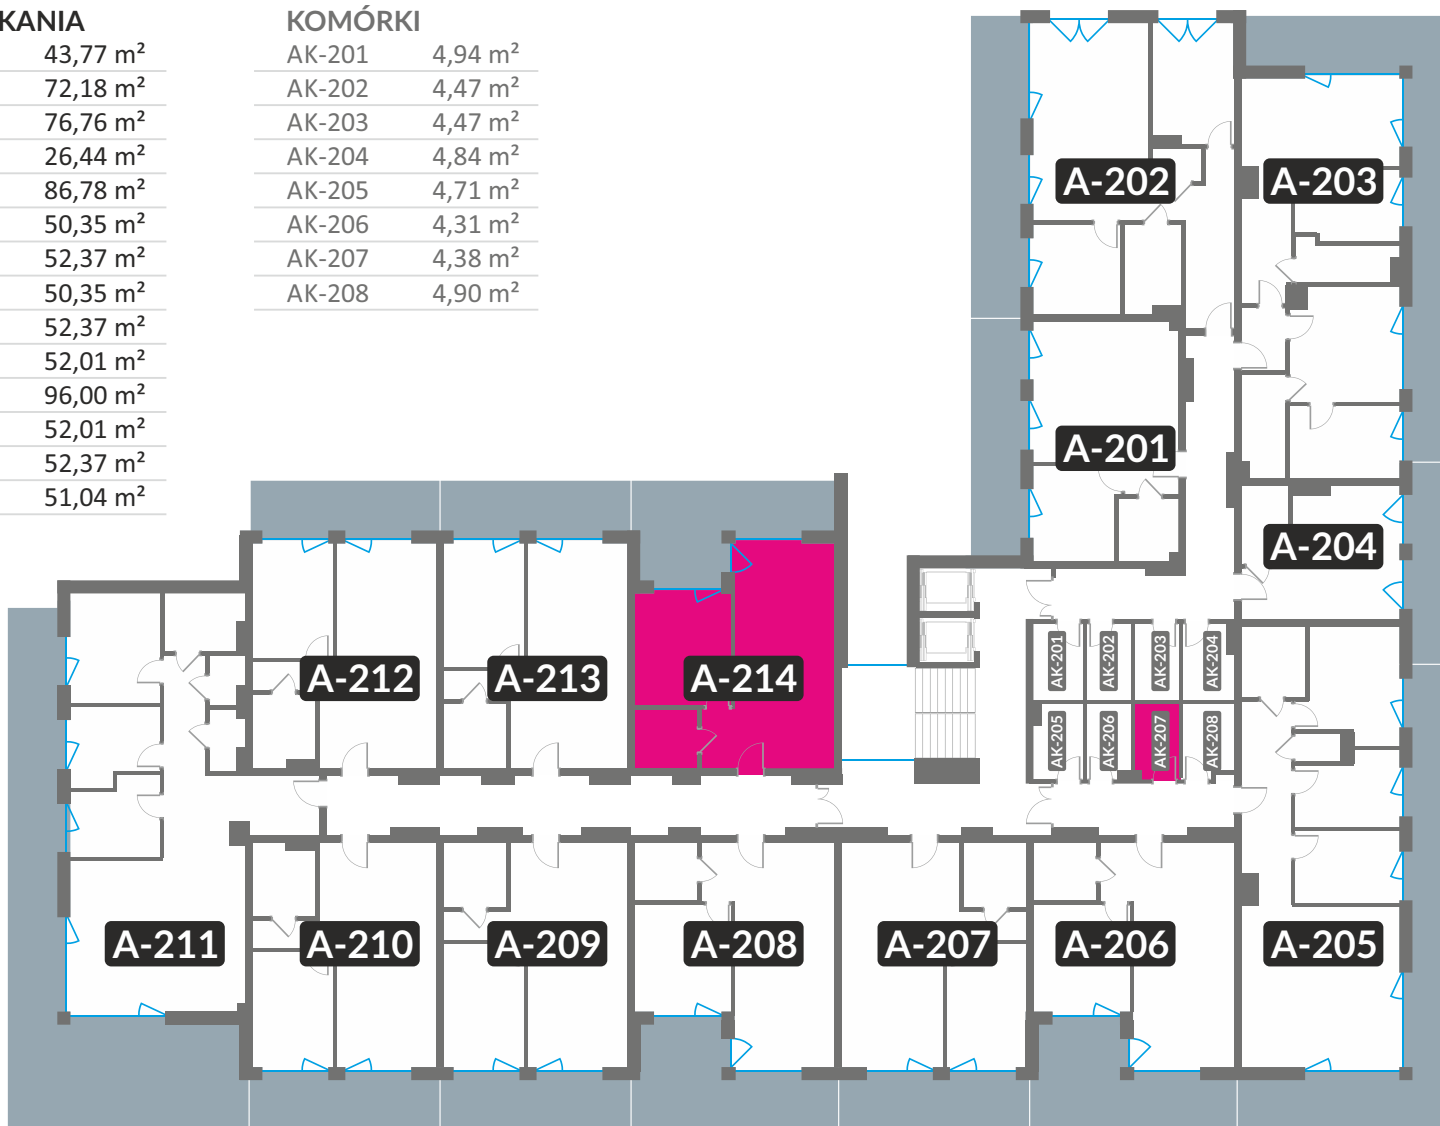 KANIA
43,77 m²
72,18 m²
76,76 m²
26,44 m²
86,78 m²
50,35 m²
52,37 m²
50,35 m²
52,37 m²
52,01 m²
96,00 m²
52,01 m²
52,37 m²
51,04 m²
KOMÓRKI
AK-201 4,94 m²
AK-202 4,47 m²
AK-203 4,47 m²
AK-204 4,84 m²
AK-205 4,71 m²
AK-206 4,31 m²
AK-207 4,38 m²
AK-208 4,90 m²
A-202
A-203
A-201
A-204
AK-201
AK-202
AK-203
AK-204
A-212
A-213
A-214
AK-205
AK-206
AK-207
AK-208
A-211
A-210
A-209
A-208
A-207
A-206
A-205